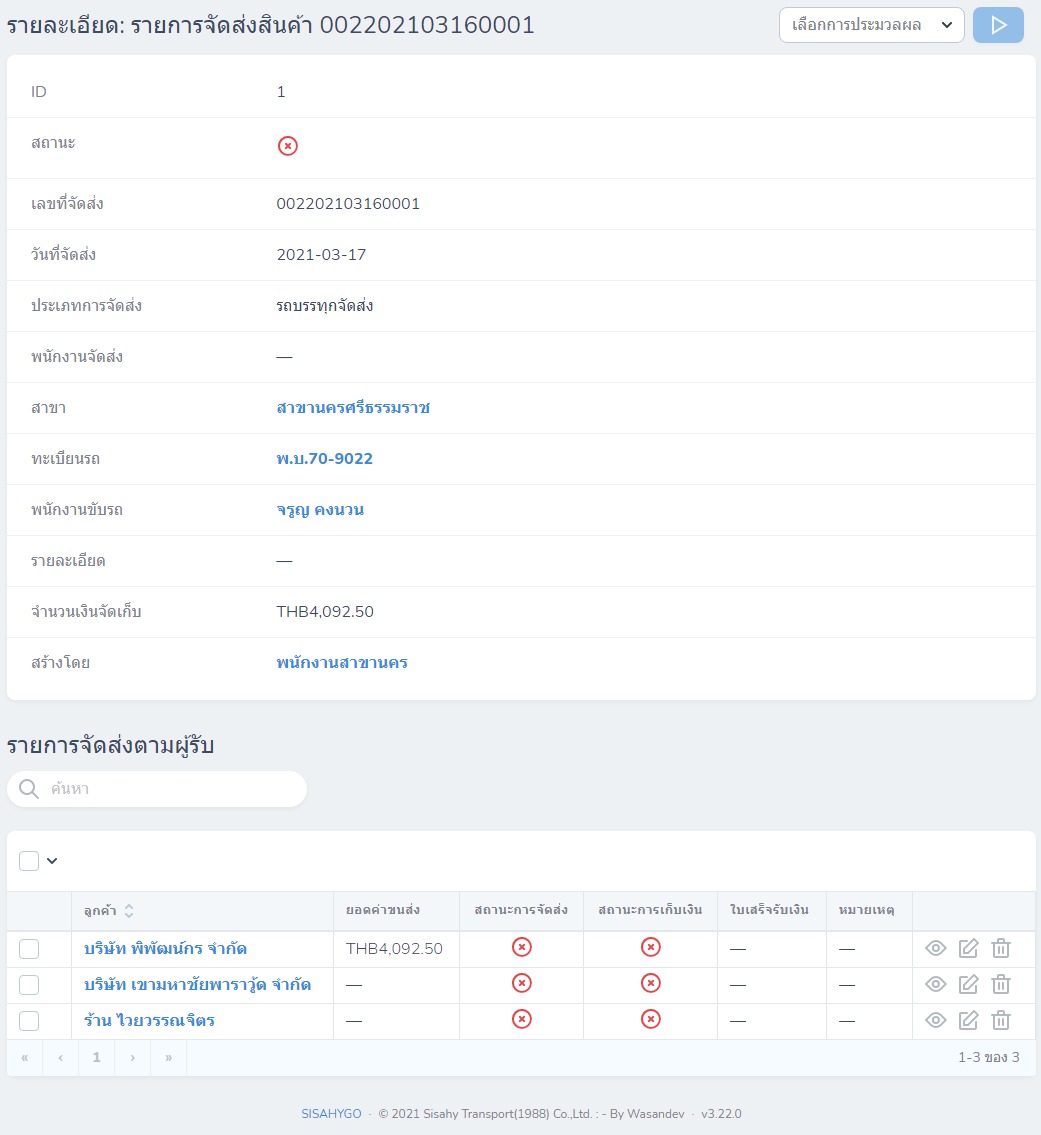 รายละเอียด: รายการจัดส่งสินค้า 002202103160001
เลือกการประมวลผล
ID 1
สถานะ
เลขที่จัดส่ง 002202103160001
วันที่จัดส่ง 2021-03-17
ประเภทการจัดส่ง รถบรรทุกจัดส่ง
พนักงานจัดส่ง —
สาขา สาขานครศรีธรรมราช
ทะเบียนรถ พ.บ.70-9022
พนักงานขับรถ จรูญ คงนวน
รายละเอียด —
จำนวนเงินจัดเก็บ THB4,092.50
สร้างโดย พนักงานสาขานคร
รายการจัดส่งตามผู้รับ
ค้นหา
ลูกค้า ยอดค่าขนส่ง สถานะการจัดส่ง สถานะการเก็บเงิน ใบเสร็จรับเงิน หมายเหตุ
บริษัท พิพัฒน์กร จำกัด THB4,092.50 — —
บริษัท เขามหาชัยพาราวู้ด จำกัด — — —
ร้าน ไวยวรรณจิตร — — —
« ‹ 1 › » 1-3 ของ 3
SISAHYGO · © 2021 Sisahy Transport(1988) Co.,Ltd. : - By Wasandev · v3.22.0